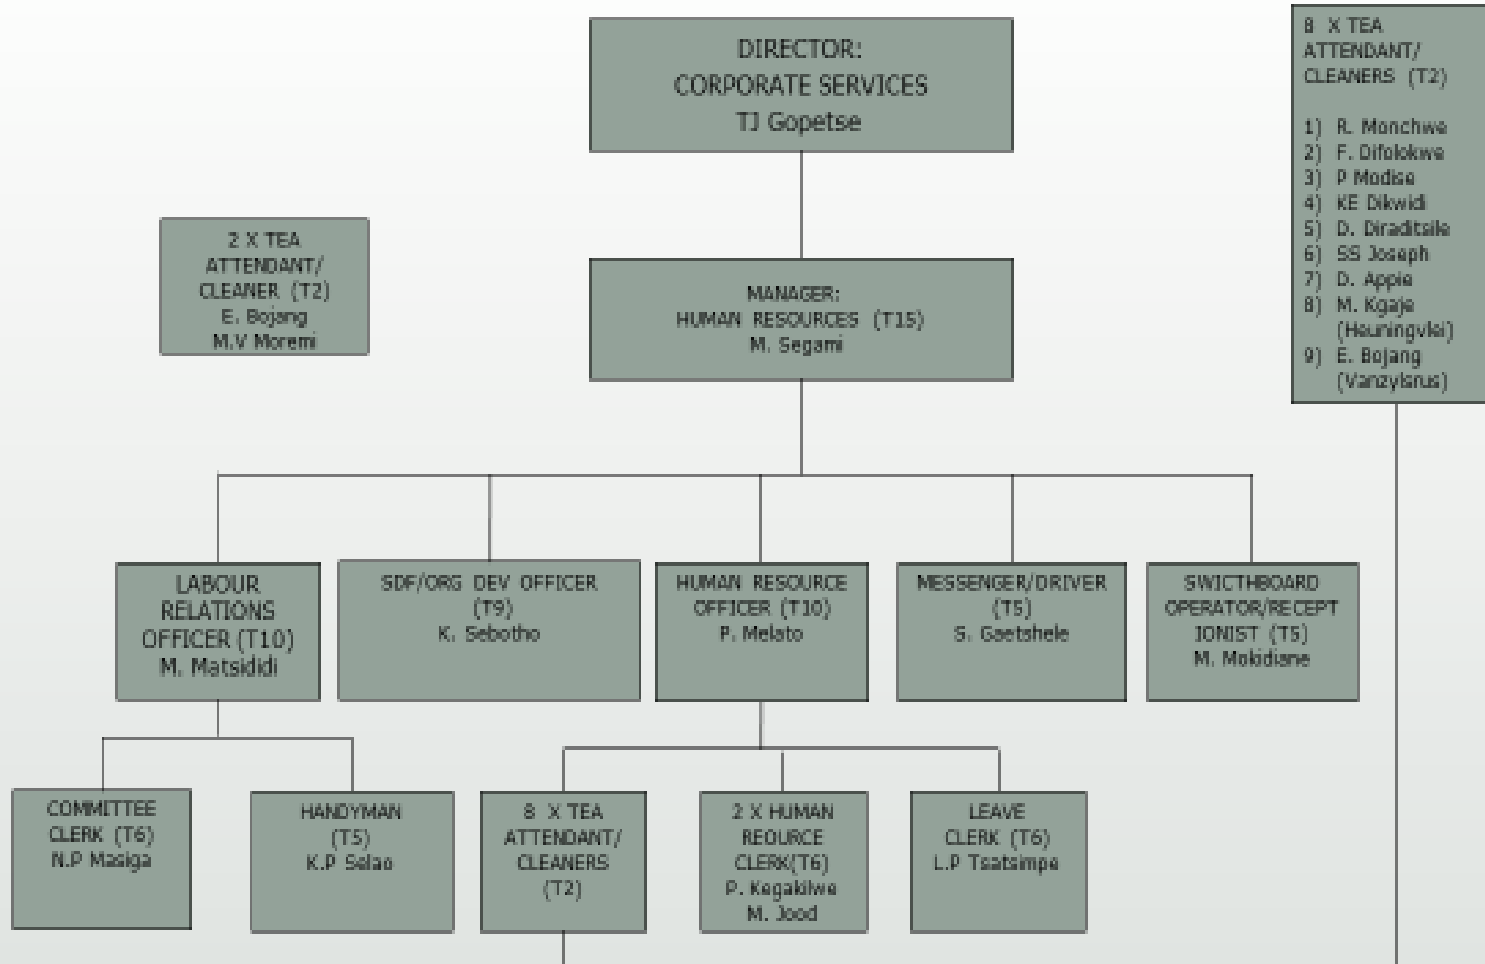 DIRECTOR:
CORPORATE SERVICES
TJ Gopetse
8 X TEA
ATTENDANT/
CLEANERS (T2)
1) R. Monchwe
2) F. Difolokwe
3) P Modise
4) KE Dikwidi
5) D. Diraditsile
6) SS Joseph
7) D. Appie
8) M. Kgaje
(Heuningvlei)
9) E. Bojang
(Vanzylsrus)
2 X TEA
ATTENDANT/
CLEANER (T2)
E. Bojang
M.V Moremi
MANAGER:
HUMAN RESOURCES (T15)
M. Segami
LABOUR
RELATIONS
OFFICER (T10)
M. Matsididi
SDF/ORG DEV OFFICER
(T9)
K. Sebotho
HUMAN RESOURCE
OFFICER (T10)
P. Melato
MESSENGER/DRIVER
(T5)
S. Gaetshele
SWICTHBOARD
OPERATOR/RECEPT
IONIST (T5)
M. Mokidiane
COMMITTEE
CLERK (T6)
N.P Masiga
HANDYMAN
(T5)
K.P Selao
8 X TEA
ATTENDANT/
CLEANERS
(T2)
2 X HUMAN
REOURCE
CLERK(T6)
P. Kegakilwe
M. Jood
LEAVE
CLERK (T6)
L.P Tsatsimpe